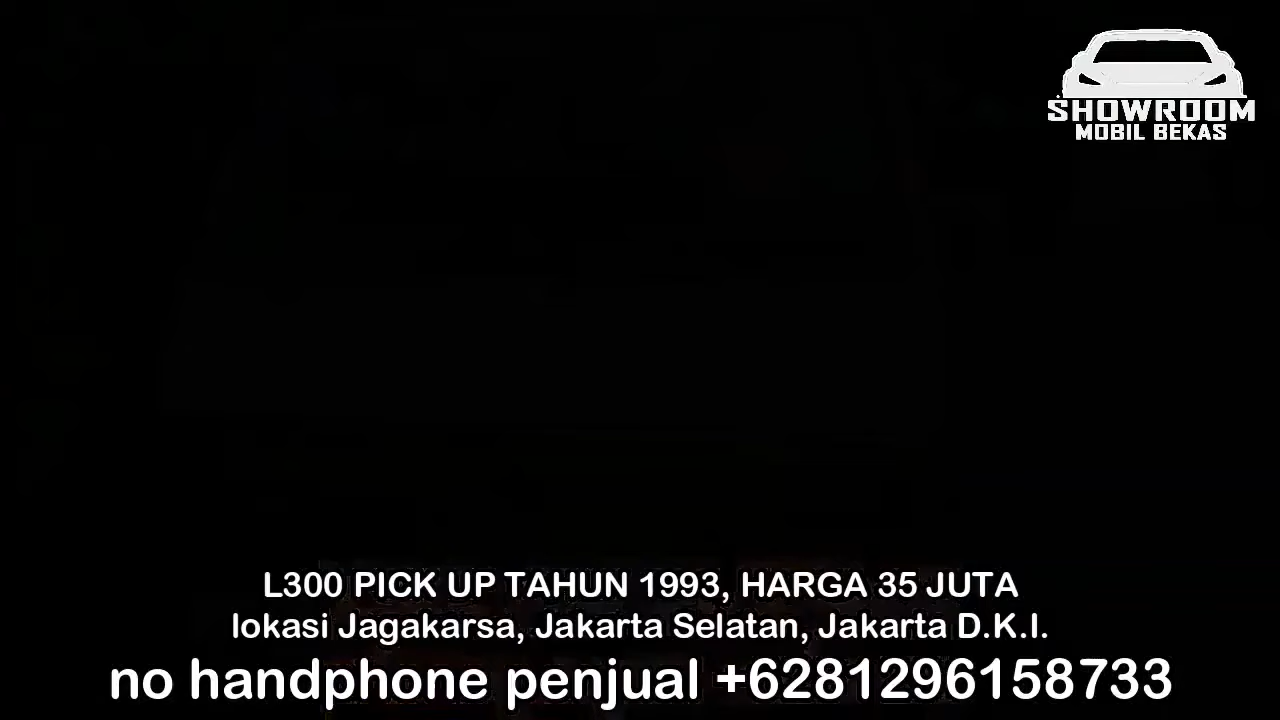 SHOWROOM
MOBIL BEKAS
L300 PICK UP TAHUN 1993, HARGA 35 JUTA
lokasi Jagakarsa, Jakarta Selatan, Jakarta D.K.I.
no handphone penjual +6281296158733